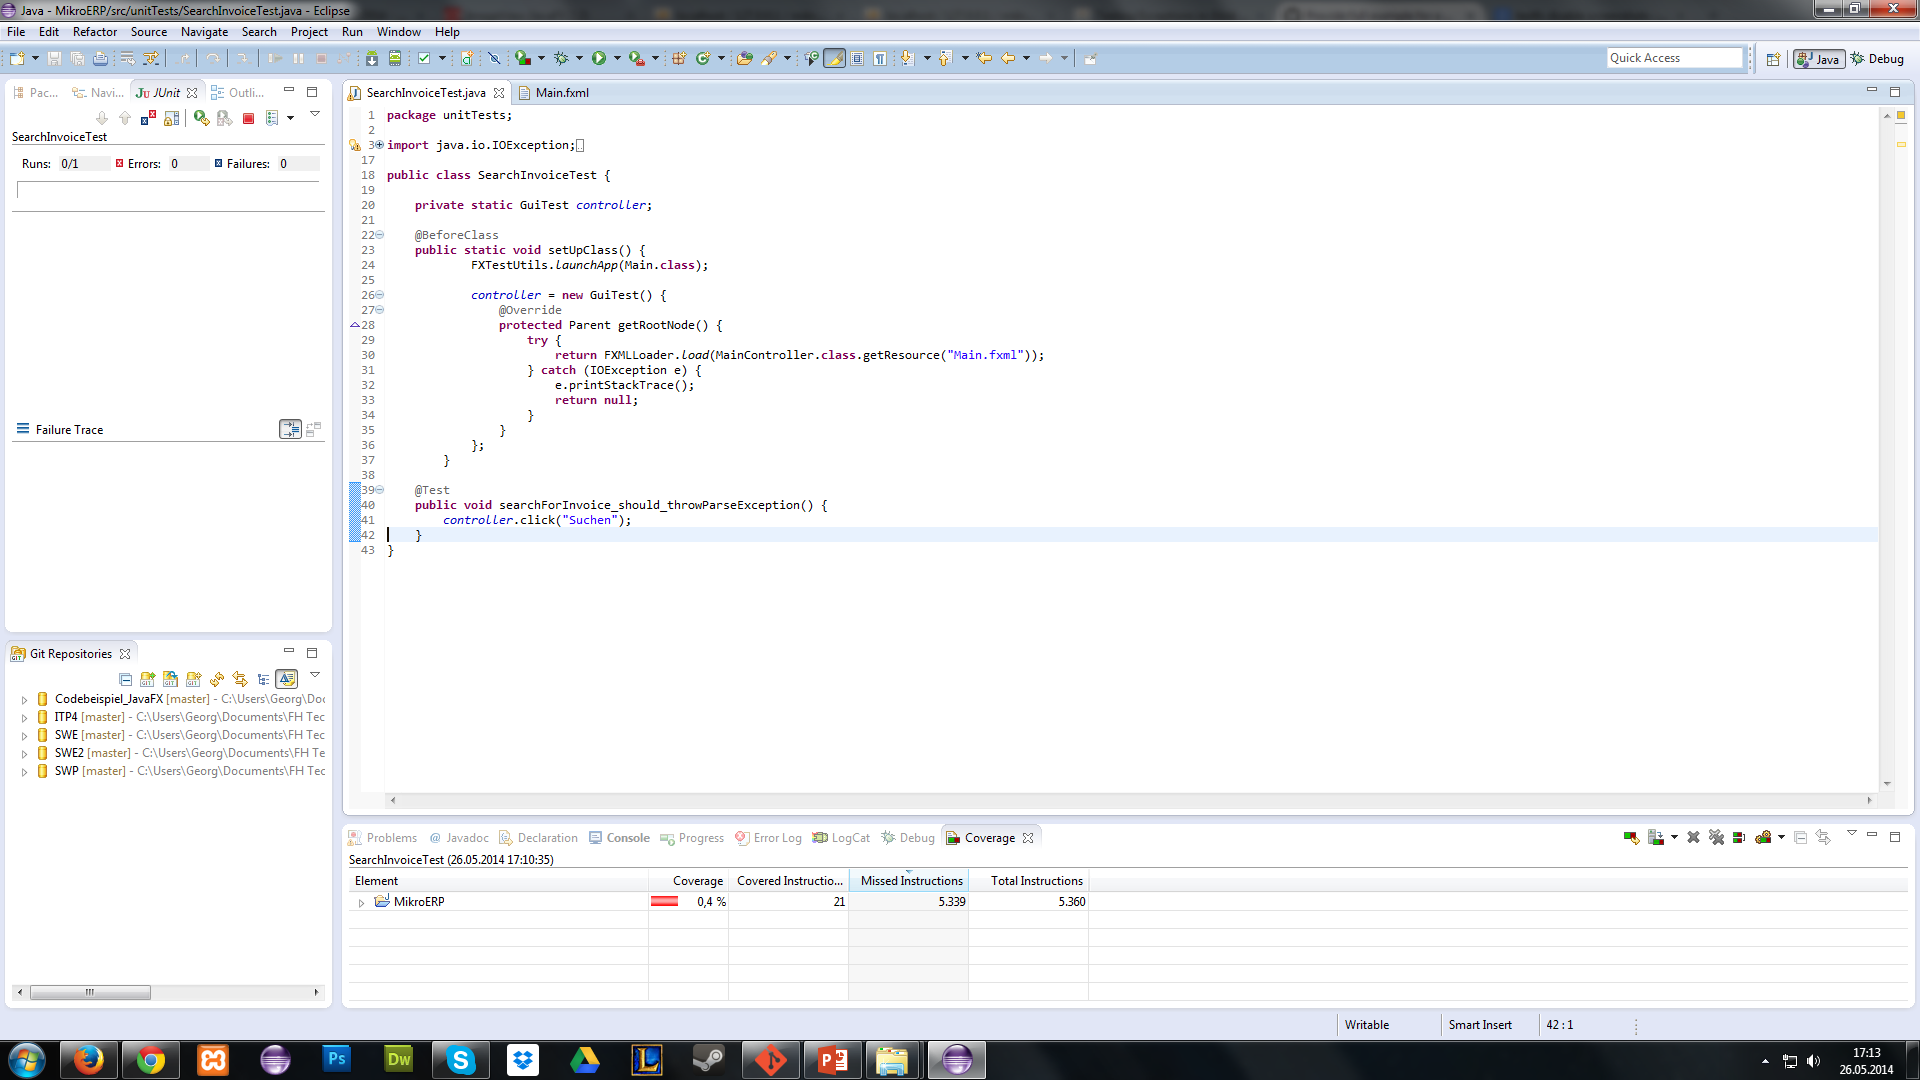 Java - MikroERP/src/unitTests/SearchInvoiceTest.java - Eclipse
File Edit Refactor Source Navigate Search Project Run Window Help
Quick Access
Java
Debug
Pac...
Navi...
JUnit
Outli...
SearchInvoiceTest
Runs: 0/1
Errors: 0
Failures: 0
Failure Trace
Git Repositories
Codebeispiel_JavaFX [master] - C:\Users\Georg\Doc
ITP4 [master] - C:\Users\Georg\Documents\FH Tec
SWE [master] - C:\Users\Georg\Documents\FH Te
SWE2 [master] - C:\Users\Georg\Documents\FH Te
SWP [master] - C:\Users\Georg\Documents\FH Tec
SearchInvoiceTest.java
Main.fxml
1 package unitTests;
2
3 import java.io.IOException;
17
18 public class SearchInvoiceTest {
19
20 private static GuiTest controller;
21
22 @BeforeClass
23 public static void setUpClass() {
24 FXTestUtils.launchApp(Main.class);
25
26 controller = new GuiTest() {
27 @Override
28 protected Parent getRootNode() {
29 try {
30 return FXMLLoader.load(MainController.class.getResource("Main.fxml"));
31 } catch (IOException e) {
32 e.printStackTrace();
33 return null;
34 }
35 }
36 };
37 }
38
39 @Test
40 public void searchForInvoice_should_throwParseException() {
41 controller.click("Suchen");
42 }
43 }
Problems @ Javadoc Declaration Console Progress Error Log LogCat Debug Coverage
SearchInvoiceTest (26.05.2014 17:10:35)
Element Coverage Covered Instructio... Missed Instructions Total Instructions
MikroERP 0,4 % 21 5.339 5.360
Writable Smart Insert 42 : 1
Ps Dw
17:13
26.05.2014